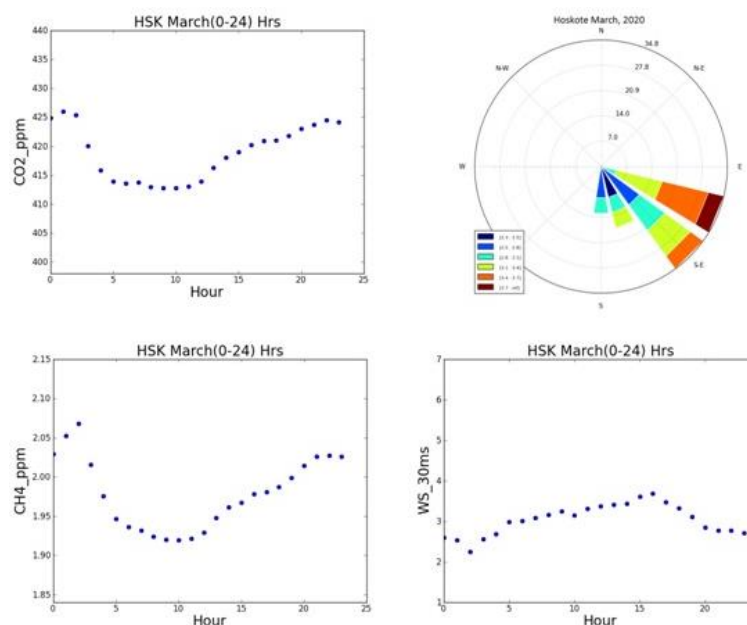 HSK March(0-24) Hrs
440
435
430
425
420
415
410
405
400
CO2_ppm
0 5 10 15 20 25
Hour
Hoskote March, 2020
N
N-W
N-E
34.8
27.8
20.9
14.0
7.0
W
E
S-E
S
HSK March(0-24) Hrs
2.15
2.10
2.05
2.00
1.95
1.90
1.85
CH4_ppm
0 5 10 15 20 25
Hour
HSK March(0-24) Hrs
7
6
5
4
3
2
1
WS_30ms
0 5 10 15 20
Hour